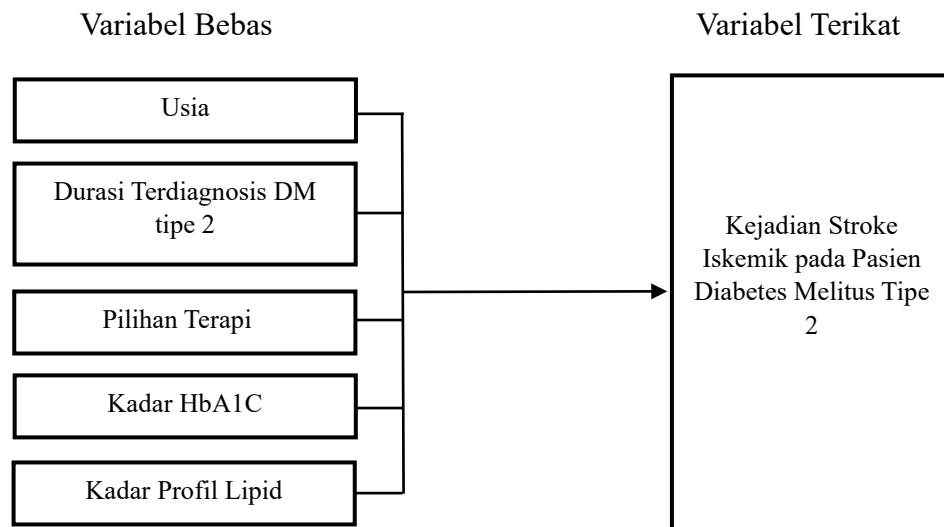 Variabel Bebas
Variabel Terikat
Usia
Durasi Terdiagnosis DM
tipe 2
Pilihan Terapi
Kadar HbA1C
Kadar Profil Lipid
Kejadian Stroke
Iskemik pada Pasien
Diabetes Melitus Tipe
2